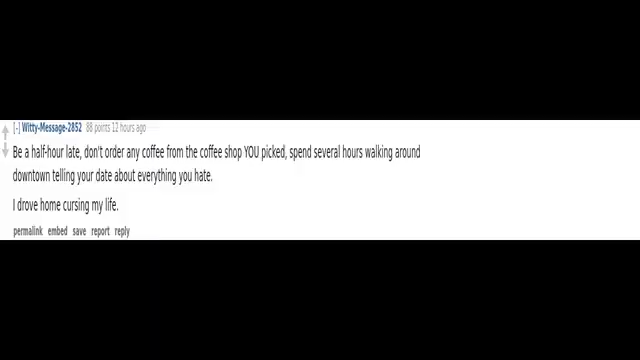 [-] Witty-Message-2852 88 points 12 hours ago
Be a half-hour late, don't order any coffee from the coffee shop YOU picked, spend several hours walking around
downtown telling your date about everything you hate.
I drove home cursing my life.
permalink embed save report reply